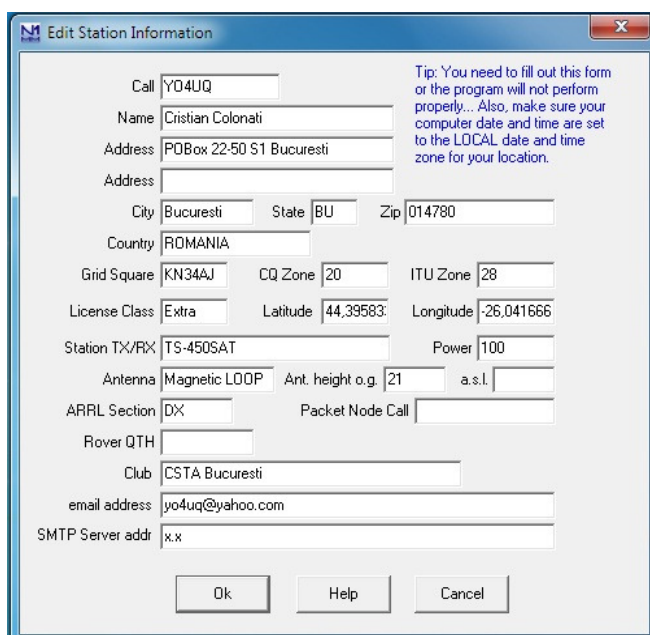 N1 Edit Station Information
Call YO4UQ
Name Cristian Colonati
Address POBox 22-50 S1 Bucuresti
Address
City Bucuresti State BU Zip 014780
Country ROMANIA
Grid Square KN34AJ CQ Zone 20 ITU Zone 28
License Class Extra Latitude 44,39583: Longitude -26,041666
Station TX/RX TS-450SAT Power 100
Antenna Magnetic LOOP Ant. height o.g. 21 a.s.l.
ARRL Section DX Packet Node Call
Rover QTH
Club CSTA Bucuresti
email address yo4uq@yahoo.com
SMTP Server addr x.x
Tip: You need to fill out this form
or the program will not perform
properly... Also, make sure your
computer date and time are set
to the LOCAL date and time
zone for your location.
Ok Help Cancel